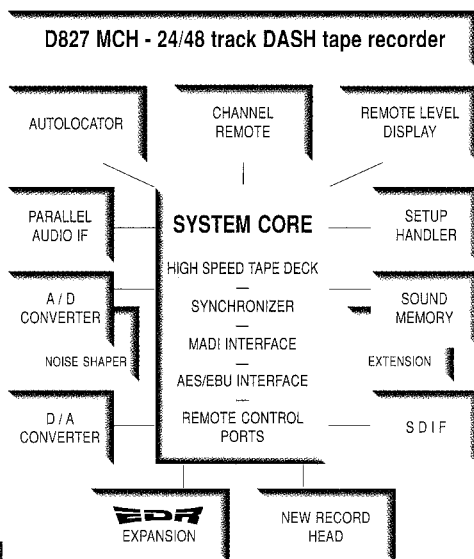 D827 MCH - 24/48 track DASH tape recorder
AUTOLOCATOR
CHANNEL
REMOTE
REMOTE LEVEL
DISPLAY
PARALLEL
AUDIO IF
SYSTEM CORE
SETUP
HANDLER
HIGH SPEED TAPE DECK
A / D
CONVERTER
SYNCHRONIZER
SOUND
MEMORY
MADI INTERFACE
NOISE SHAPER
EXTENSION
AES/EBU INTERFACE
D / A
CONVERTER
REMOTE CONTROL
PORTS
S D I F
EDR
EXPANSION
NEW RECORD
HEAD